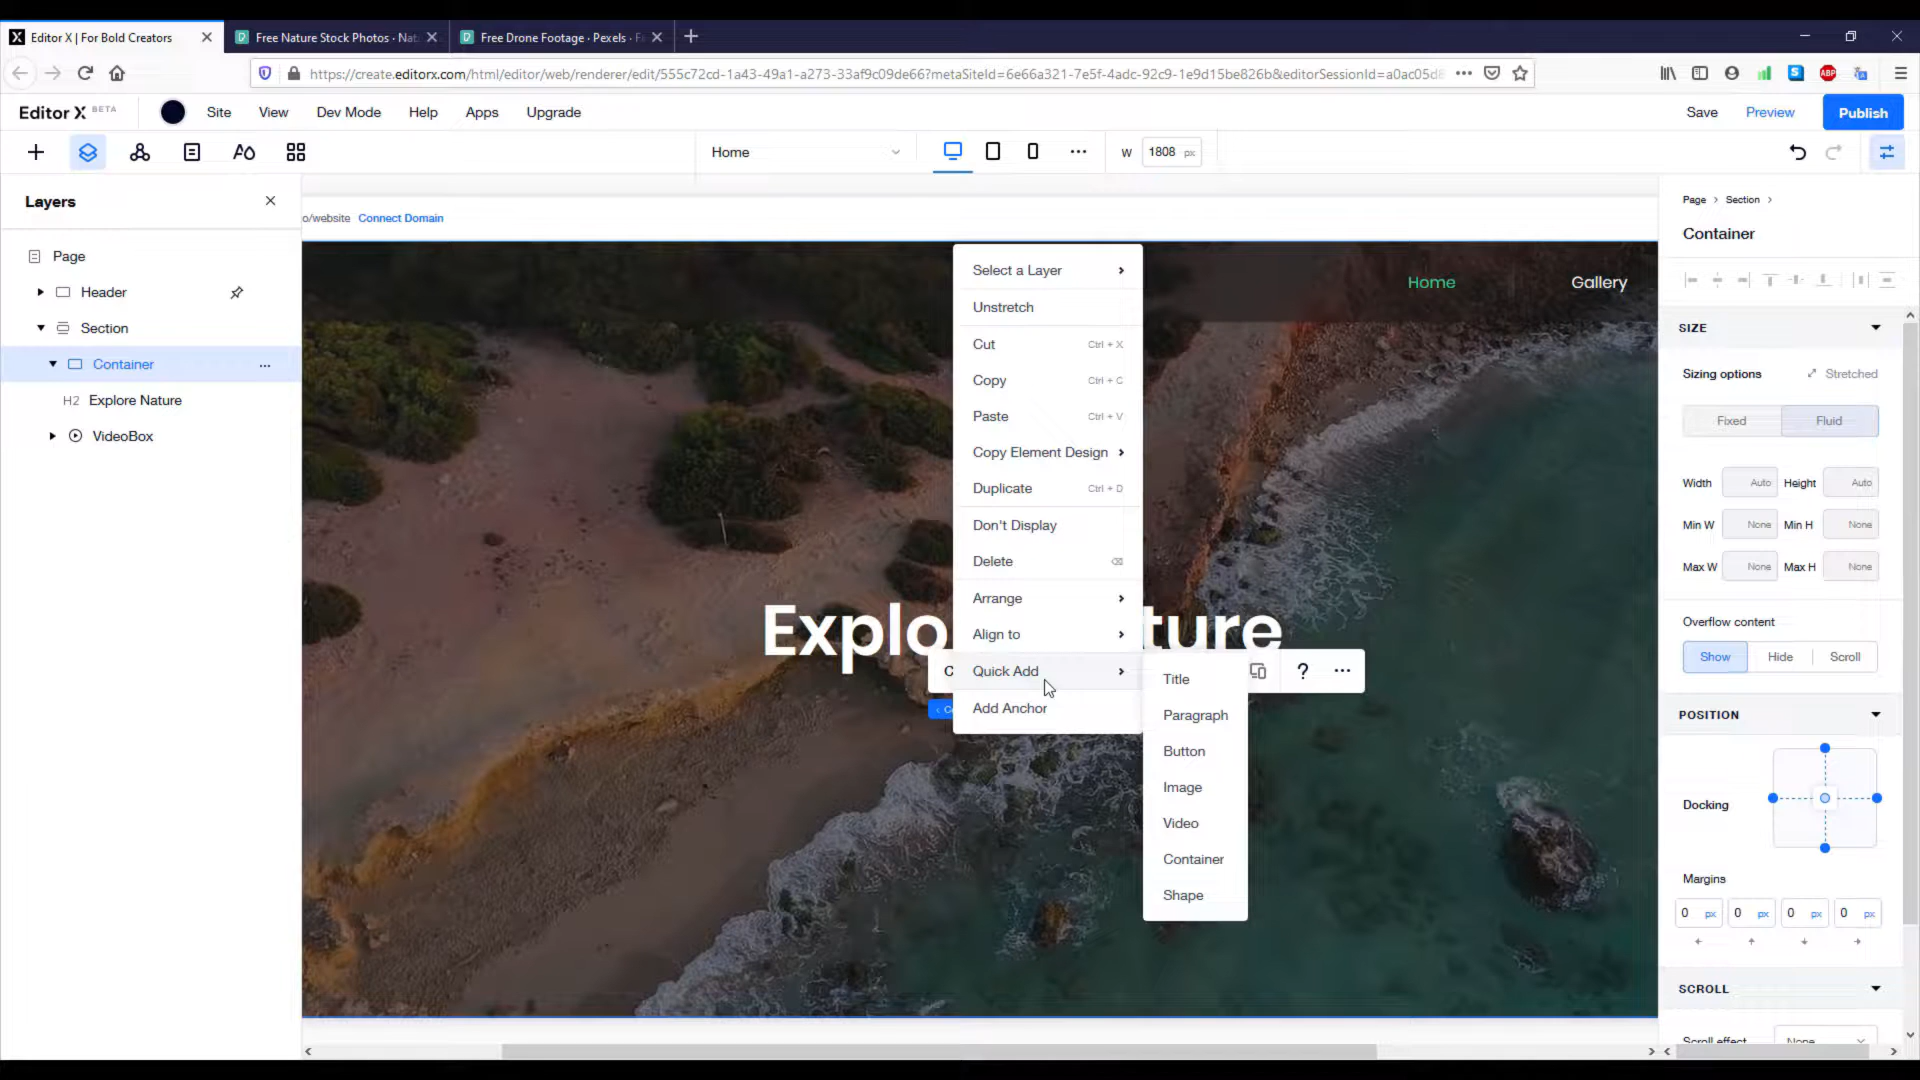 Editor X | For Bold Creators
Free Nature Stock Photos · Nat
Free Drone Footage · Pexels · F
https://create.editorx.com/html/editor/web/renderer/edit/555c72cd-1a43-49a1-a273-33af9c09de66?metaSiteId=6e66a321-7e5f-4adc-92c9-1e9d15be826b&editorSessionId=a0ac05d8
ABP
Editor X BETA
Site
View
Dev Mode
Help
Apps
Upgrade
Save
Preview
Publish
Home
W
1808 px
Layers
Page
Header
Section
Container
H2 Explore Nature
VideoBox
o/website
Connect Domain
Home
Gallery
Explo
ture
Select a Layer
Unstretch
Cut Ctrl + X
Copy Ctrl + C
Paste Ctrl + V
Copy Element Design
Duplicate Ctrl + D
Don't Display
Delete
Arrange
Align to
Quick Add
Add Anchor
C
‹ Co
?
Title
Paragraph
Button
Image
Video
Container
Shape
Page > Section >
Container
SIZE
Sizing options
Stretched
Fixed
Fluid
Width Auto Height Auto
Min W None Min H None
Max W None Max H None
Overflow content
Show
Hide
Scroll
POSITION
Docking
Margins
0 px 0 px 0 px 0 px
SCROLL
Scroll effect None